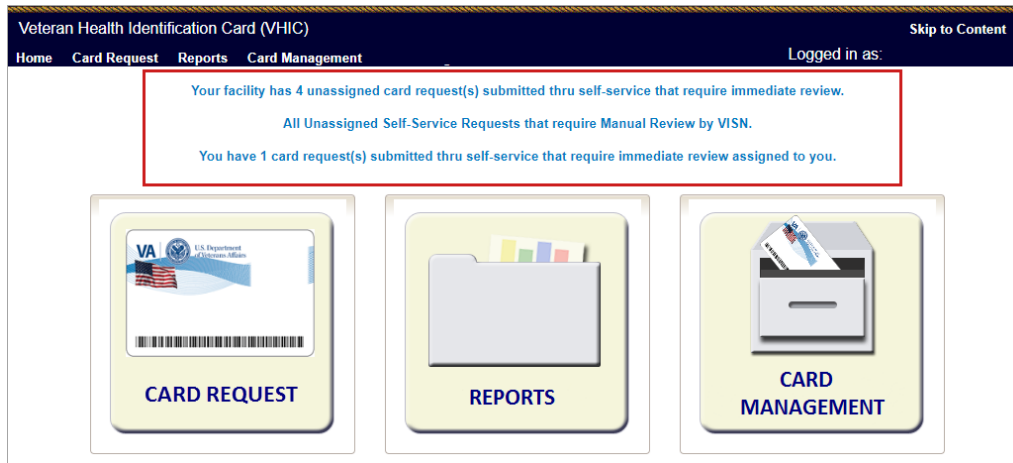 Veteran Health Identification Card (VHIC)
Skip to Content
Home Card Request Reports Card Management
Logged in as:
Your facility has 4 unassigned card request(s) submitted thru self-service that require immediate review.
All Unassigned Self-Service Requests that require Manual Review by VISN.
You have 1 card request(s) submitted thru self-service that require immediate review assigned to you.
VA
U.S. Department
of Veterans Affairs
CARD REQUEST
REPORTS
CARD
MANAGEMENT